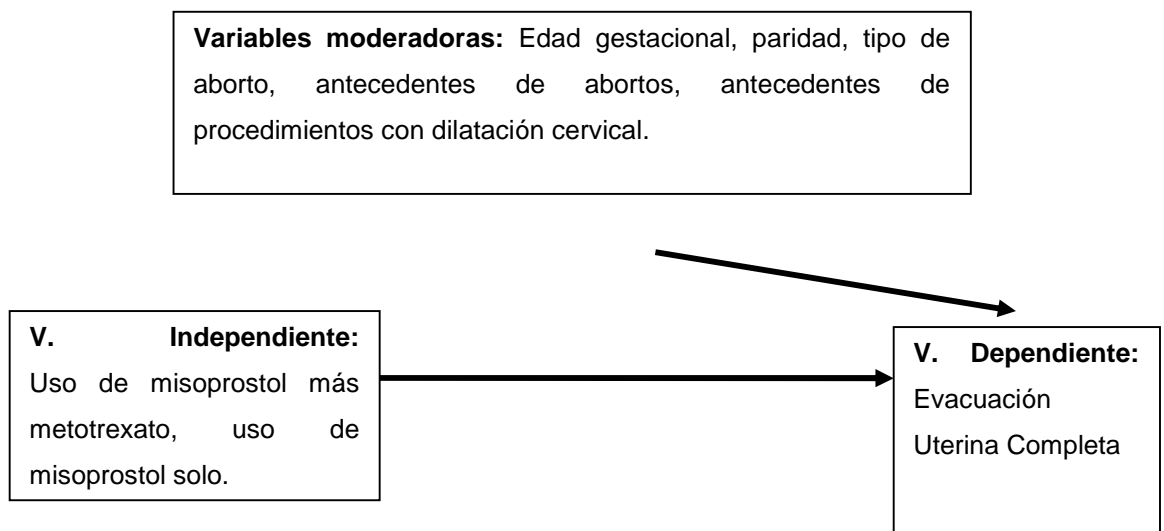 Variables moderadoras: Edad gestacional, paridad, tipo de
aborto, antecedentes de abortos, antecedentes de
procedimientos con dilatación cervical.
V. Independiente:
Uso de misoprostol más
metotrexato, uso de
misoprostol solo.
V. Dependiente:
Evacuación
Uterina Completa